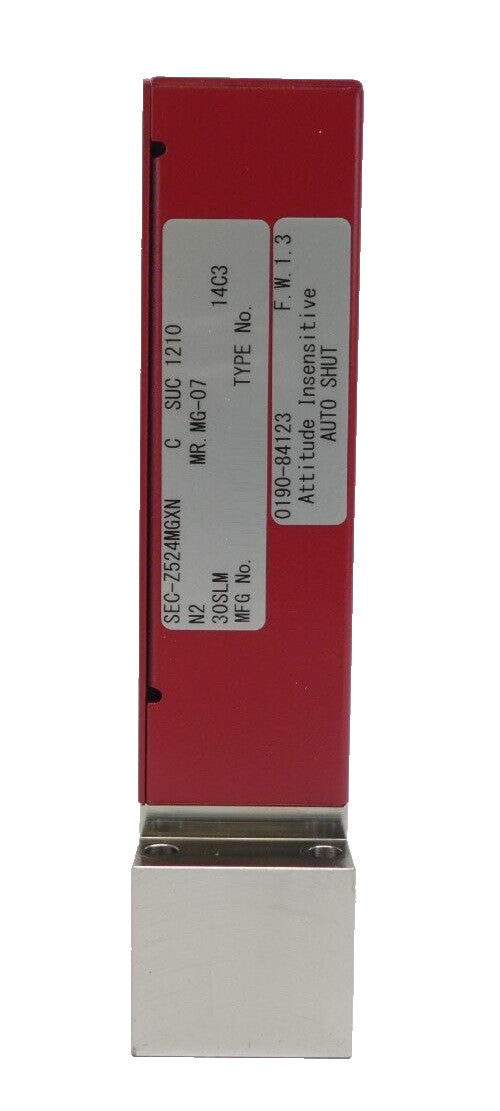 SEC-Z524MGXN C SUC 1210
N2 MR. MG-07
30SLM
MFG No. TYPE No. 14C3
0190-84123 F.W.1.3
Attitude Insensitive
AUTO SHUT